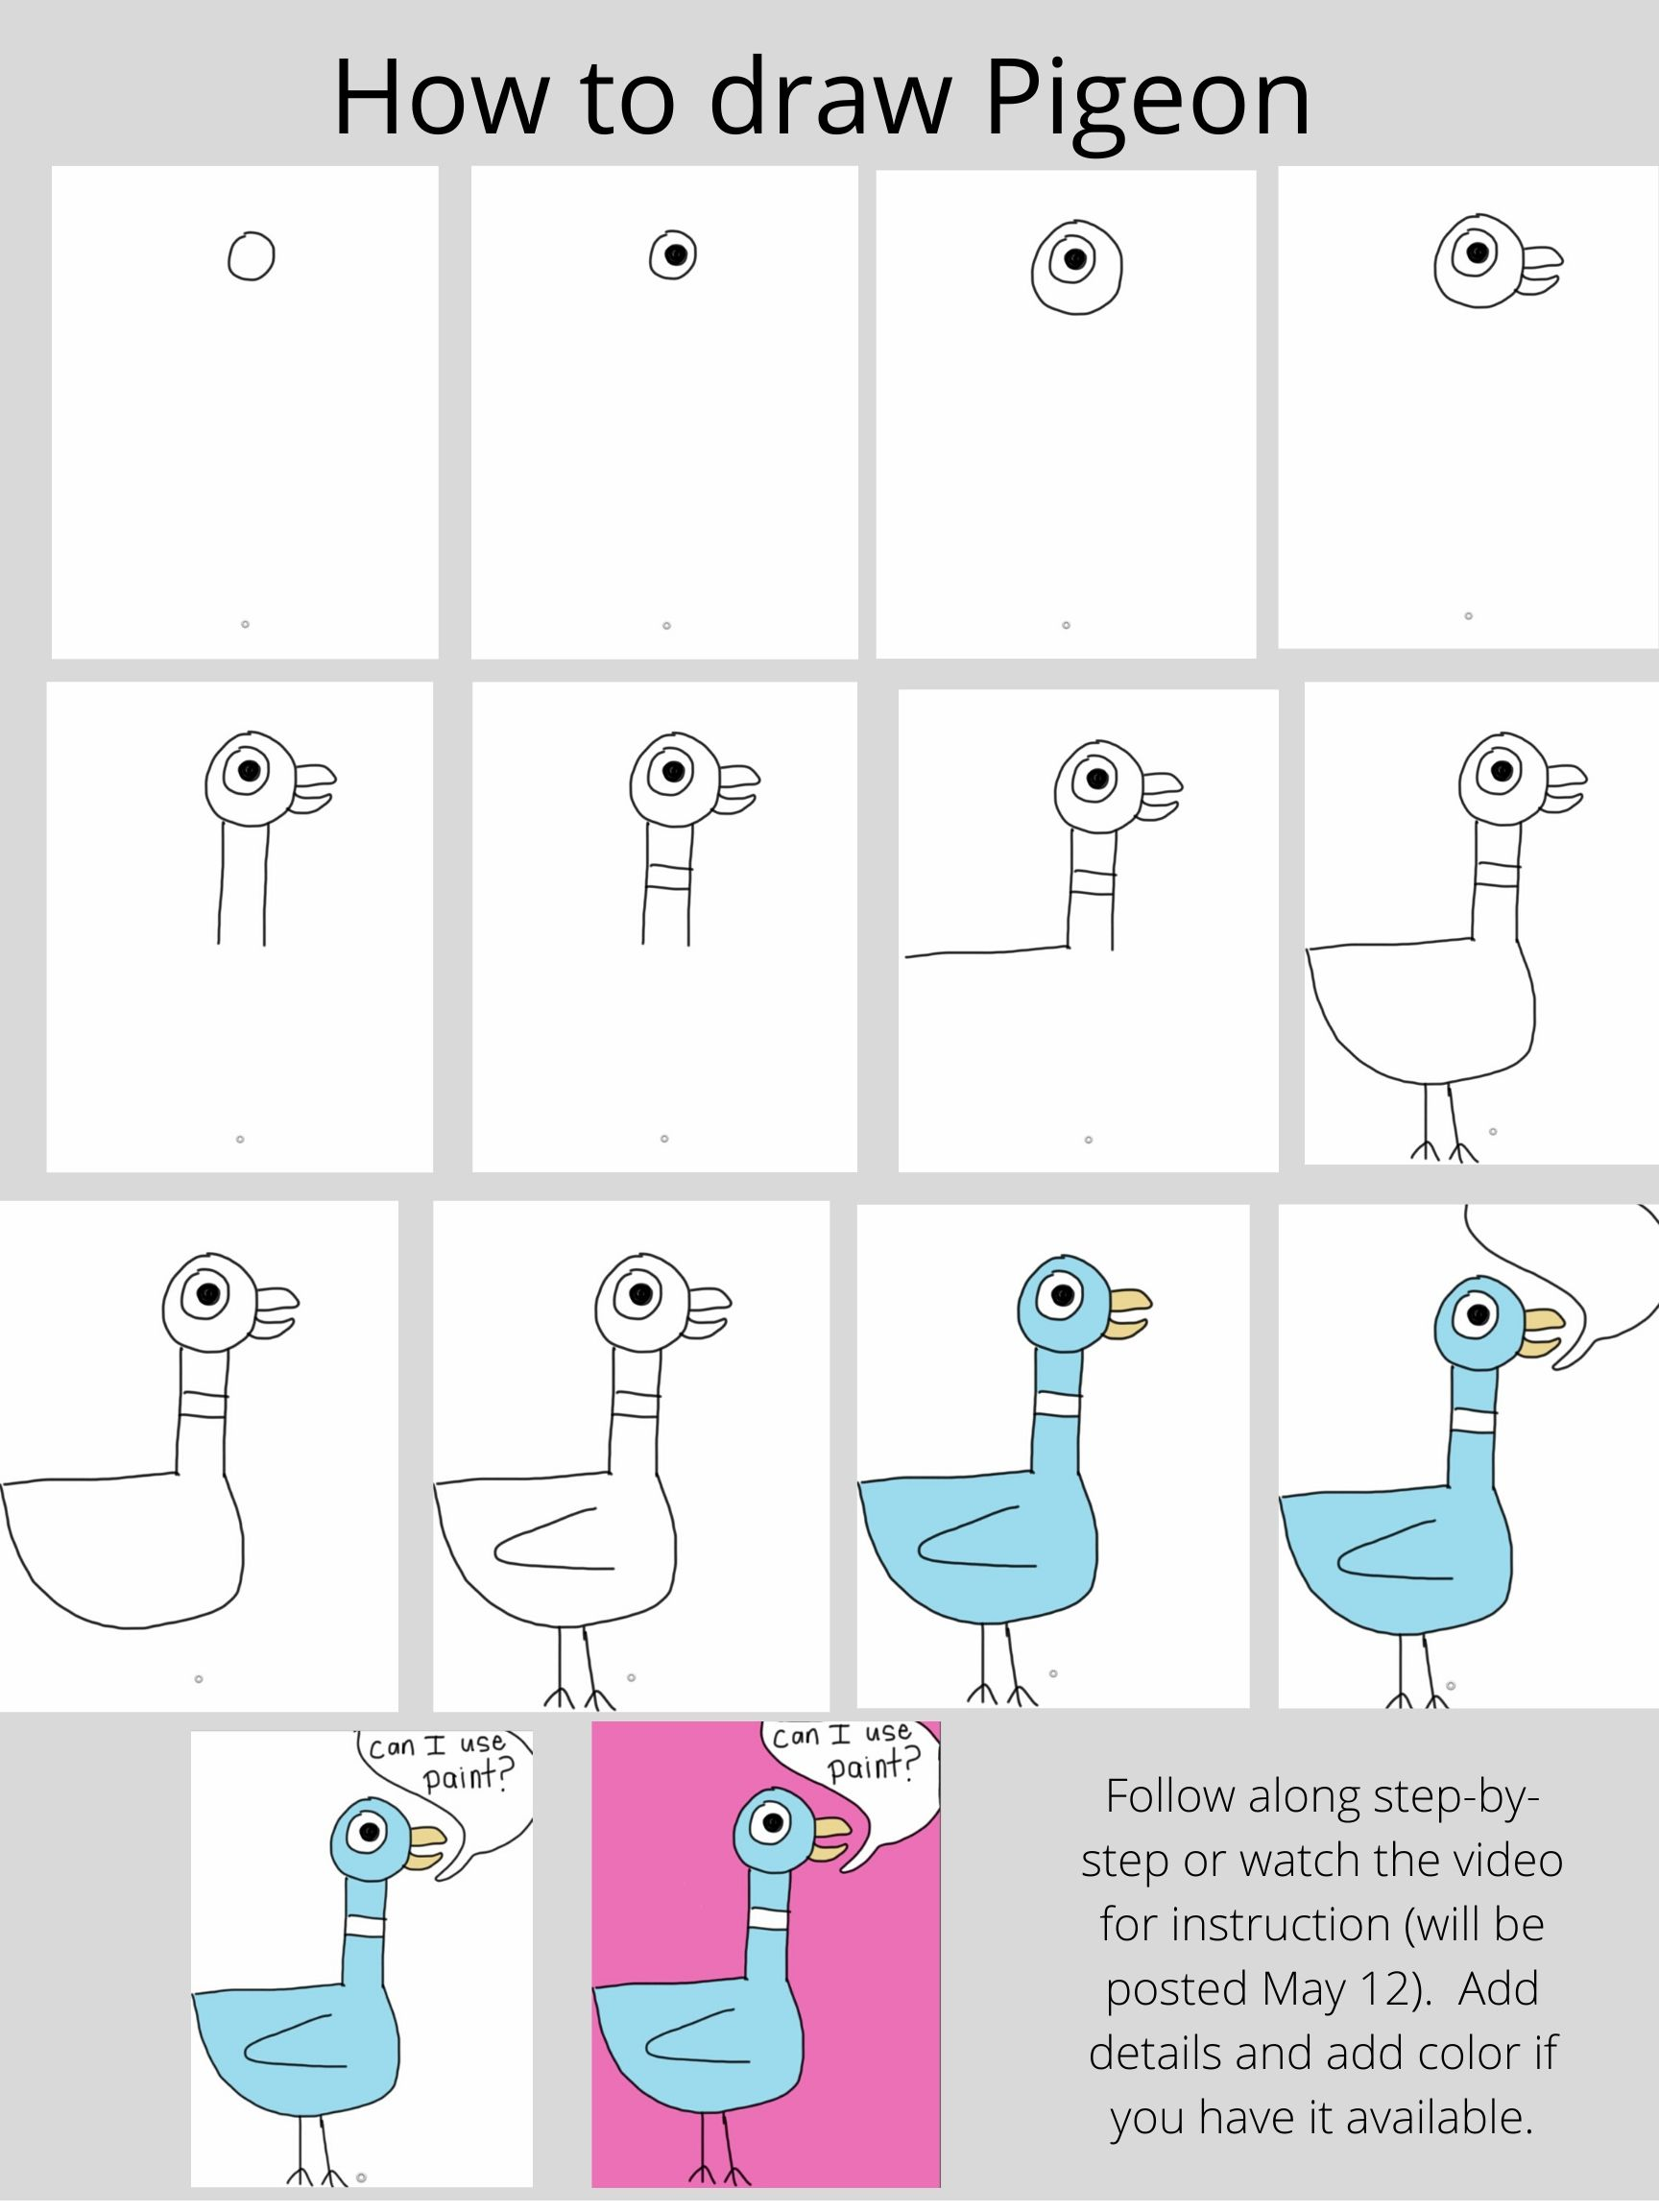 How to draw Pigeon
can I use
paint?
can I use
paint?
Follow along step-by-
step or watch the video
for instruction (will be
posted May 12).  Add
details and add color if
you have it available.